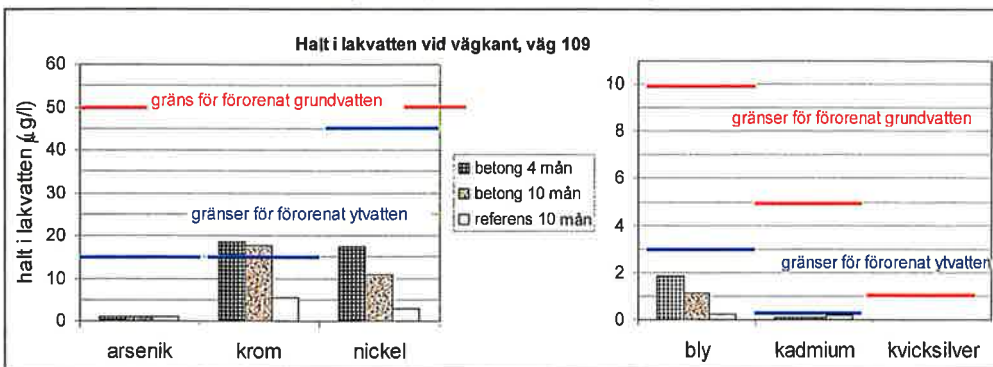 Halt i lakvatten vid vägkant, väg 109
halt i lakvatten (µg/l)
60
50
40
30
20
10
0
gräns för förorenat grundvatten
gränser för förorenat ytvatten
arsenik krom nickel
betong 4 mån
betong 10 mån
referens 10 mån
10
8
6
4
2
0
gränser för förorenat grundvatten
gränser för förorenat ytvatten
bly kadmium kvicksilver